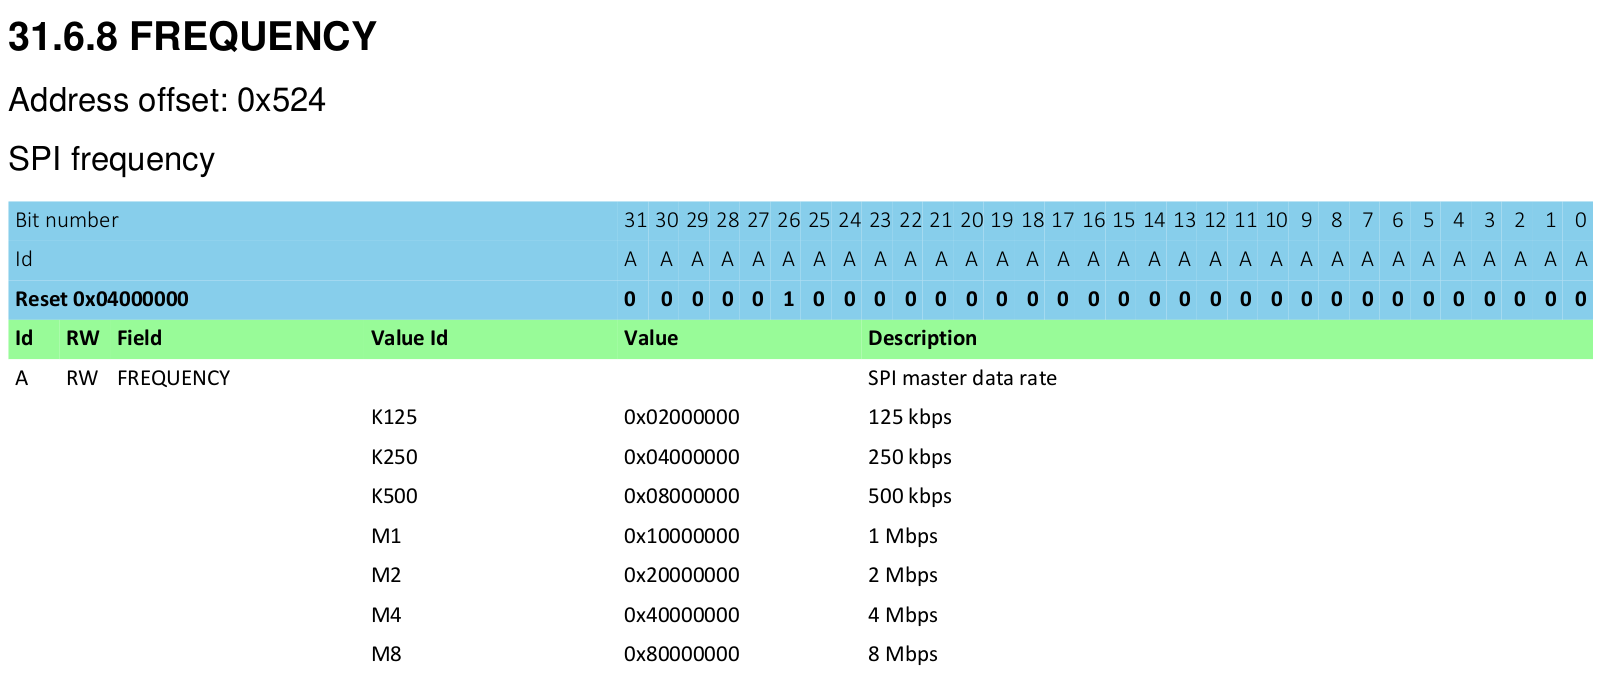 31.6.8 FREQUENCY
Address offset: 0x524
SPI frequency
Bit number 31 30 29 28 27 26 25 24 23 22 21 20 19 18 17 16 15 14 13 12 11 10 9 8 7 6 5 4 3 2 1 0
Id A A A A A A A A A A A A A A A A A A A A A A A A A A A A A A A A
Reset 0x04000000 0 0 0 0 0 1 0 0 0 0 0 0 0 0 0 0 0 0 0 0 0 0 0 0 0 0 0 0 0 0 0 0
Id RW Field Value Id Value Description
A RW FREQUENCY SPI master data rate
K125 0x02000000 125 kbps
K250 0x04000000 250 kbps
K500 0x08000000 500 kbps
M1 0x10000000 1 Mbps
M2 0x20000000 2 Mbps
M4 0x40000000 4 Mbps
M8 0x80000000 8 Mbps